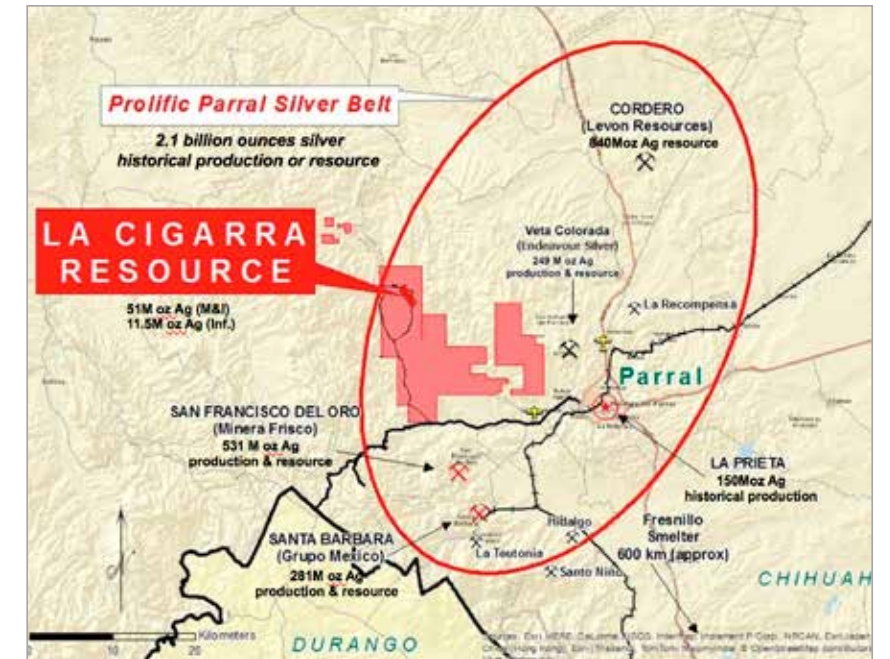 Prolific Parral Silver Belt
2.1 billion ounces silver
historical production or resource
CORDERO
(Levon Resources)
840Moz Ag resource
LA CIGARRA
RESOURCE
51M oz Ag (M&I)
11.5M oz Ag (Inf.)
Veta Colorada
(Endeavour Silver)
249 M oz Ag
production & resource
La Recompensa
Parral
SAN FRANCISCO DEL ORO
(Minera Frisco)
531 M oz Ag
production & resource
LA PRIETA
150Moz Ag
historical production
SANTA BARBARA
(Grupo Mexico)
281M oz Ag
production & resource
La Teutonia
Hidalgo
Santo Nino
Fresnillo
Smelter
600 km (approx)
CHIHUAH
DURANGO
Kilometers
0 10 20